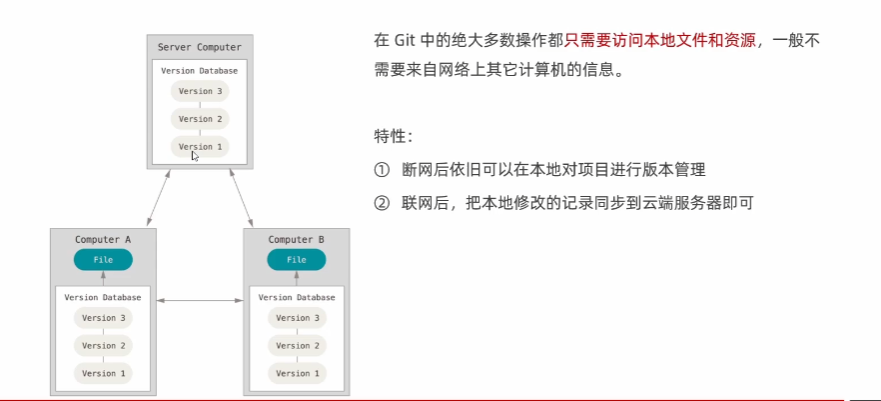 Server Computer
Version Database
Version 3
Version 2
Version 1
Computer A
File
Version Database
Version 3
Version 2
Version 1
Computer B
File
Version Database
Version 3
Version 2
Version 1
在 Git 中的绝大多数操作都只需要访问本地文件和资源，一般不
需要来自网络上其它计算机的信息。
特性：
① 断网后依旧可以在本地对项目进行版本管理
② 联网后，把本地修改的记录同步到云端服务器即可